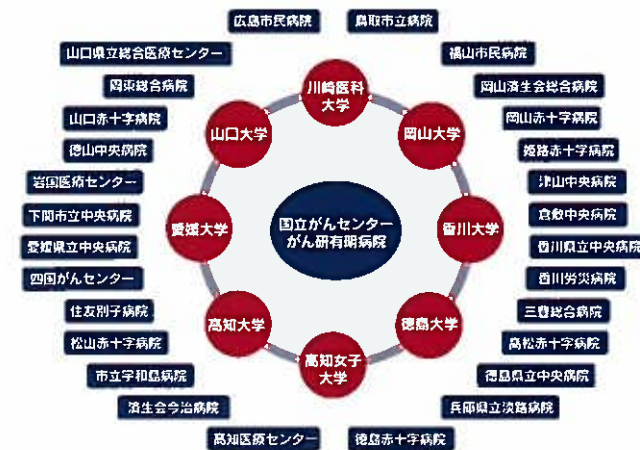 広島市民病院
鳥取市立病院
山口県立総合医療センター
福山市民病院
関東総合病院
岡山済生会総合病院
山口赤十字病院
岡山赤十字病院
徳山中央病院
姫路赤十字病院
岩国医療センター
津山中央病院
下関市立中央病院
倉敷中央病院
愛媛県立中央病院
香川県立中央病院
四国がんセンター
香川労災病院
住友別子病院
三豊総合病院
松山赤十字病院
高松赤十字病院
市立宇和島病院
徳島県立中央病院
済生会今治病院
兵庫県立淡路病院
高知医療センター
徳島赤十字病院
川崎医科
大学
山口大学
岡山大学
愛媛大学
香川大学
高知大学
徳島大学
高知女子
大学
国立がんセンター
がん研有明病院